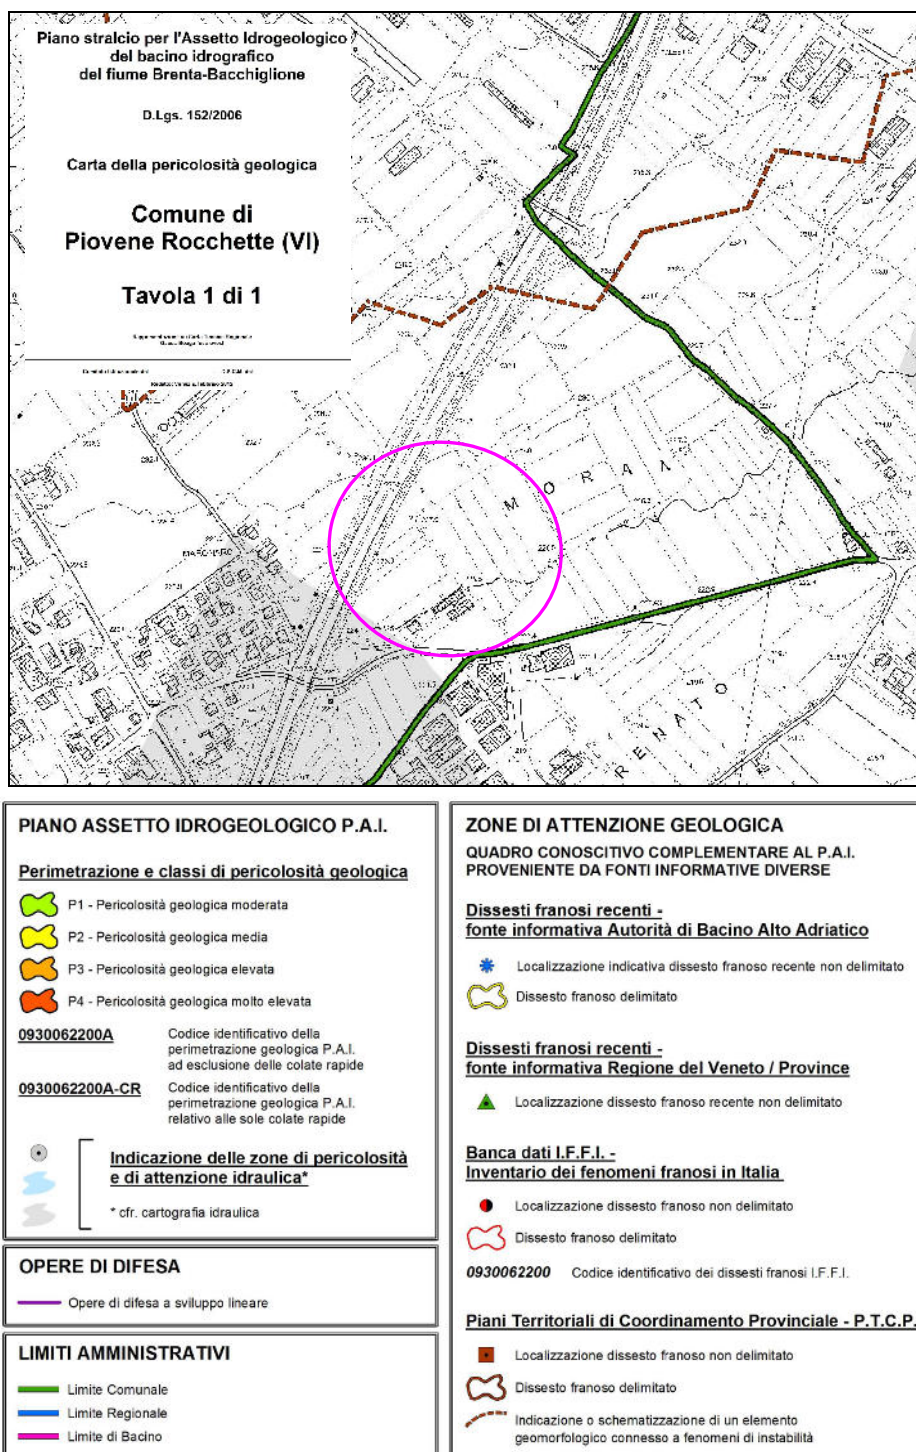 Piano stralcio per l'Assetto Idrogeologico
del bacino idrografico
del fiume Brenta-Bacchiglione
D.Lgs. 152/2006
Carta della pericolosità geologica
Comune di
Piovene Rocchette (VI)
Tavola 1 di 1
MORAI
RENATO
PIANO ASSETTO IDROGEOLOGICO P.A.I.
Perimetrazione e classi di pericolosità geologica
P1 - Pericolosità geologica moderata
P2 - Pericolosità geologica media
P3 - Pericolosità geologica elevata
P4 - Pericolosità geologica molto elevata
0930062200A Codice identificativo della
perimetrazione geologica P.A.I.
ad esclusione delle colate rapide
0930062200A-CR Codice identificativo della
perimetrazione geologica P.A.I.
relativo alle sole colate rapide
Indicazione delle zone di pericolosità
e di attenzione idraulica*
* cfr. cartografia idraulica
OPERE DI DIFESA
Opere di difesa a sviluppo lineare
LIMITI AMMINISTRATIVI
Limite Comunale
Limite Regionale
Limite di Bacino
ZONE DI ATTENZIONE GEOLOGICA
QUADRO CONOSCITIVO COMPLEMENTARE AL P.A.I.
PROVENIENTE DA FONTI INFORMATIVE DIVERSE
Dissesti franosi recenti -
fonte informativa Autorità di Bacino Alto Adriatico
Localizzazione indicativa dissesto franoso recente non delimitato
Dissesto franoso delimitato
Dissesti franosi recenti -
fonte informativa Regione del Veneto / Province
Localizzazione dissesto franoso recente non delimitato
Banca dati I.F.F.I. -
Inventario dei fenomeni franosi in Italia
Localizzazione dissesto franoso non delimitato
Dissesto franoso delimitato
0930062200 Codice identificativo dei dissesti franosi I.F.F.I.
Piani Territoriali di Coordinamento Provinciale - P.T.C.P.
Localizzazione dissesto franoso non delimitato
Dissesto franoso delimitato
Indicazione o schematizzazione di un elemento
geomorfologico connesso a fenomeni di instabilità